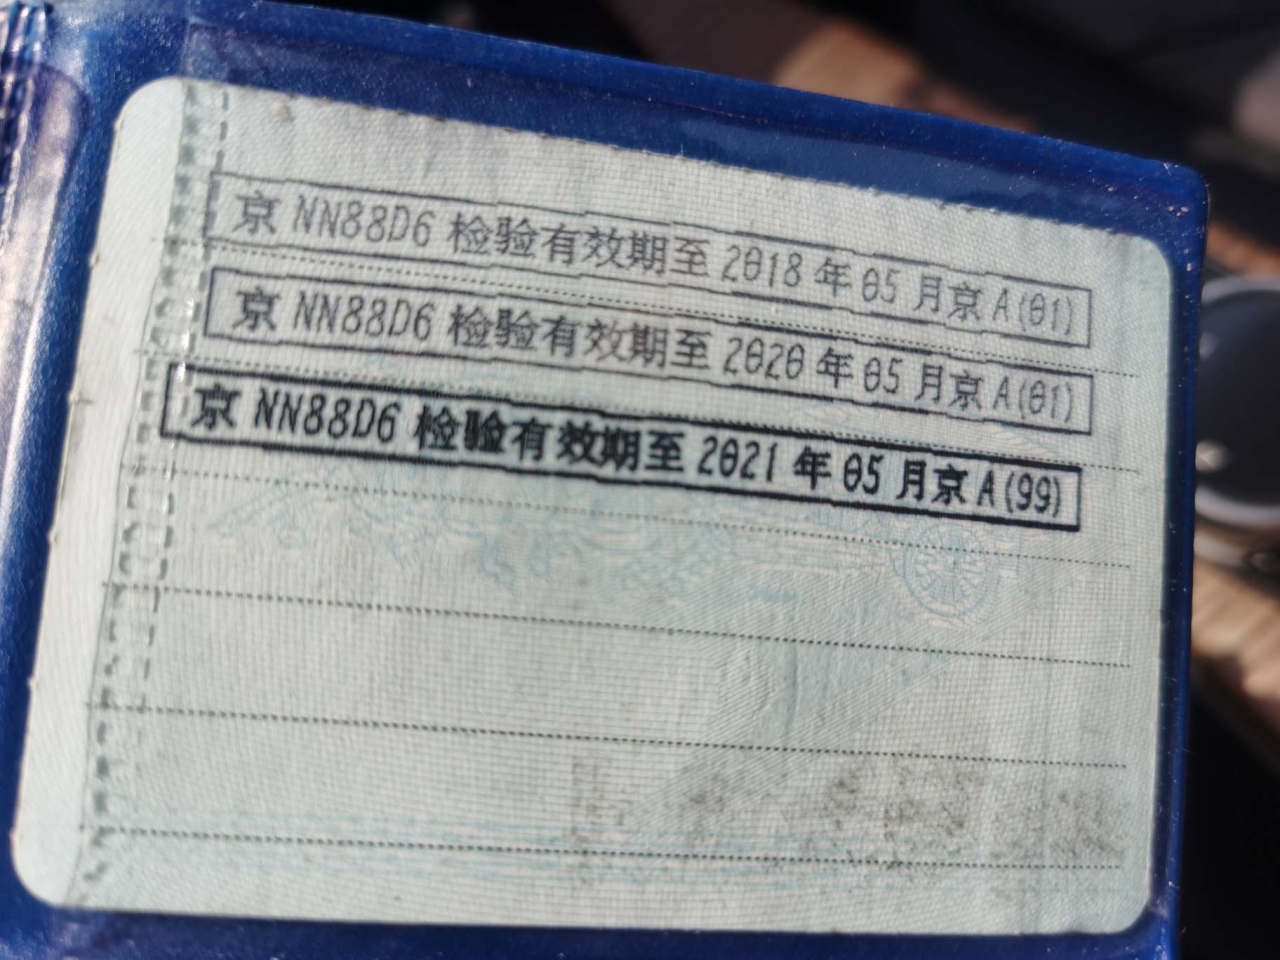 京 NN88D6 检验有效期至 2018 年 05 月京 A(01)
京 NN88D6 检验有效期至 2020 年 05 月京 A(01)
京 NN88D6 检验有效期至 2021 年 05 月京 A(99)